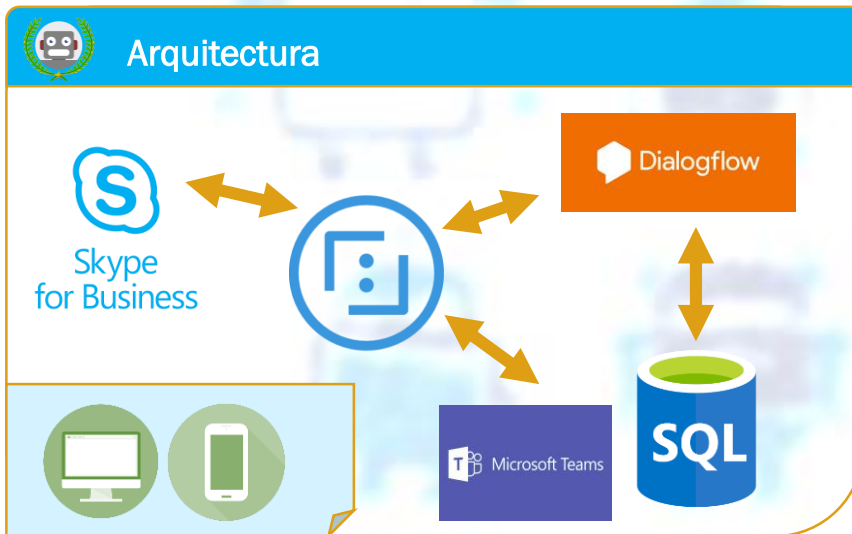 Arquitectura
Dialogflow
Skype
for Business
Microsoft Teams
SQL